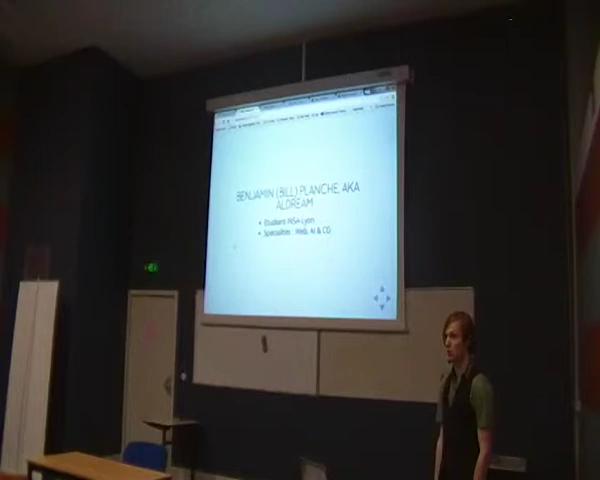 BENJAMIN (BILL) PLANCHE, AKA
ALDREAM
• Étudiant INSA Lyon
• Spécialités : Web, AI & CG